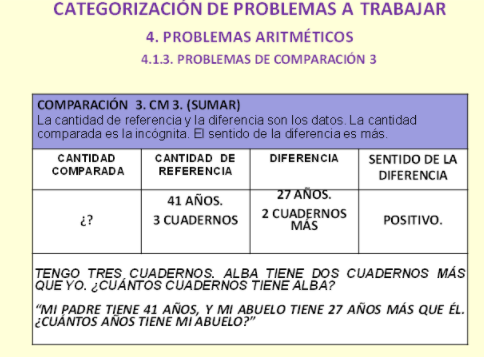 CATEGORIZACIÓN DE PROBLEMAS A TRABAJAR
4. PROBLEMAS ARITMÉTICOS
4.1.3. PROBLEMAS DE COMPARACIÓN 3
COMPARACIÓN 3. CM 3. (SUMAR)
La cantidad de referencia y la diferencia son los datos. La cantidad
comparada es la incógnita. El sentido de la diferencia es más.
CANTIDAD COMPARADA
CANTIDAD DE REFERENCIA
DIFERENCIA
SENTIDO DE LA DIFERENCIA
¿?
41 AÑOS.
3 CUADERNOS
27 AÑOS.
2 CUADERNOS
MÁS
POSITIVO.
TENGO TRES CUADERNOS. ALBA TIENE DOS CUADERNOS MÁS
QUE YO. ¿CUÁNTOS CUADERNOS TIENE ALBA?
“MI PADRE TIENE 41 AÑOS, Y MI ABUELO TIENE 27 AÑOS MÁS QUE ÉL.
¿CUÁNTOS AÑOS TIENE MI ABUELO?”